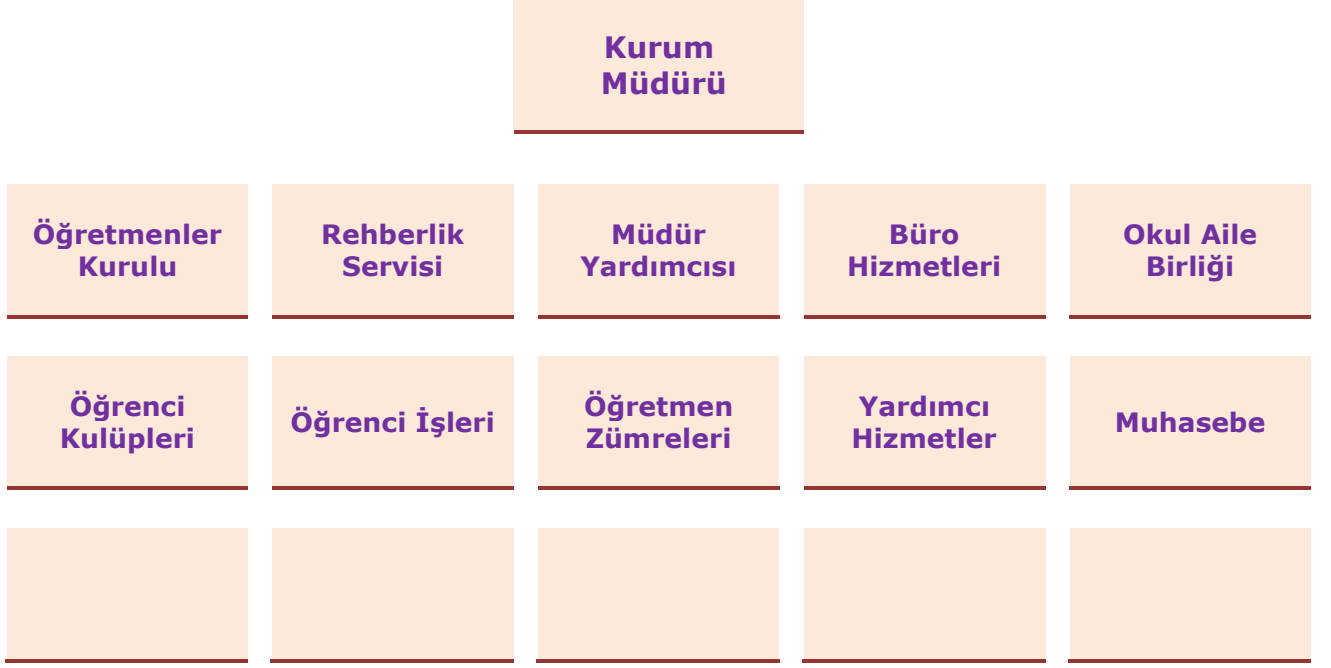 Kurum
Müdürü
Öğretmenler
Kurulu
Rehberlik
Servisi
Müdür
Yardımcısı
Büro
Hizmetleri
Okul Aile
Birliği
Öğrenci
Kulüpleri
Öğrenci İşleri
Öğretmen
Zümreleri
Yardımcı
Hizmetler
Muhasebe